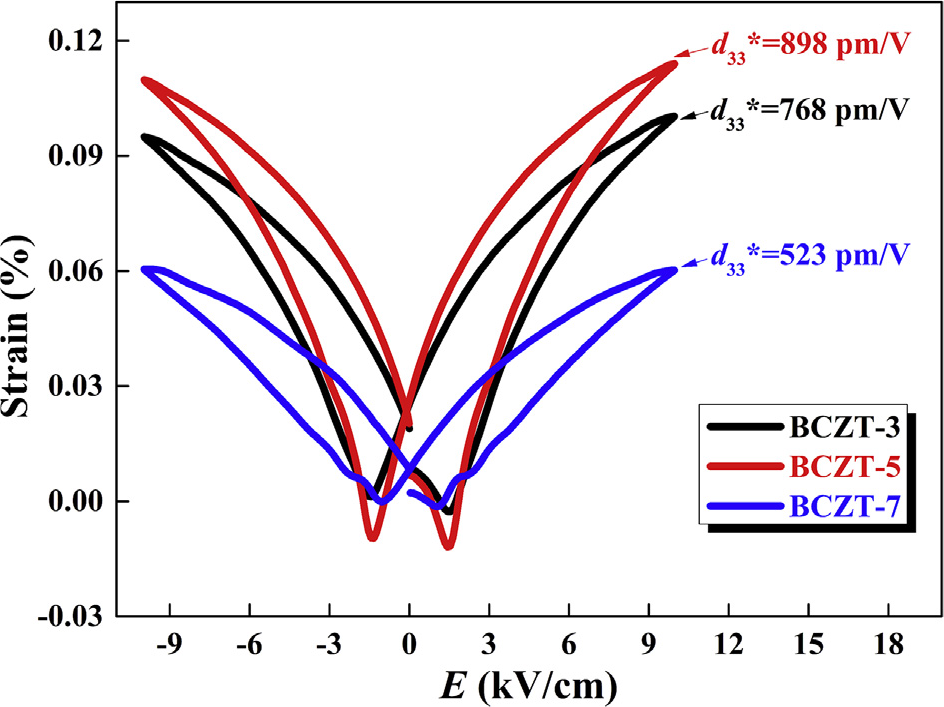 0.12
0.09
0.06
0.03
0.00
-0.03
Strain (%)
d33*=898 pm/V
d33*=768 pm/V
d33*=523 pm/V
BCZT-3
BCZT-5
BCZT-7
-9 -6 -3 0 3 6 9 12 15 18
E (kV/cm)